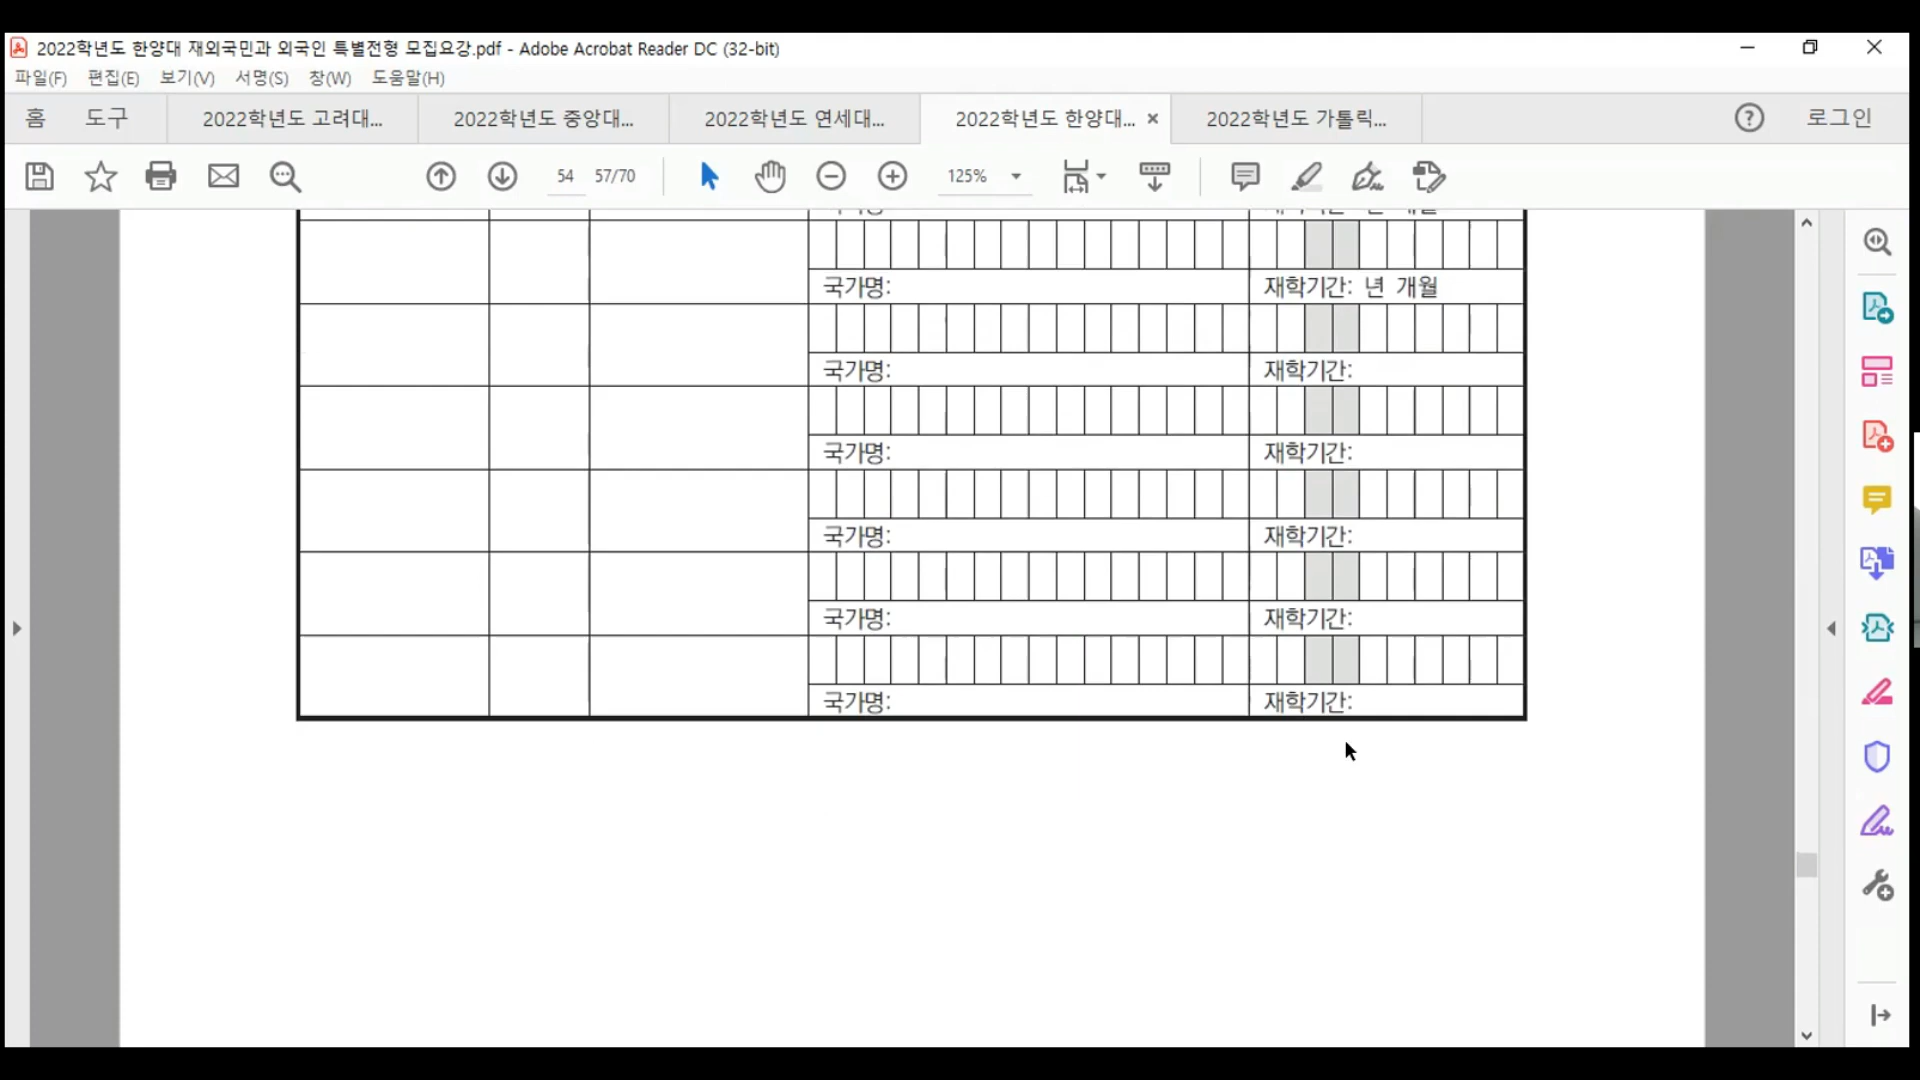 2022학년도 한양대 재외국민과 외국인 특별전형 모집요강.pdf - Adobe Acrobat Reader DC (32-bit)
파일(F) 편집(E) 보기(V) 서명(S) 창(W) 도움말(H)
홈 도구 2022학년도 고려대... 2022학년도 중앙대... 2022학년도 연세대... 2022학년도 한양대... 2022학년도 가톨릭... 로그인
54 57/70 125%
국가명: 재학기간: 년 개월
국가명: 재학기간:
국가명: 재학기간:
국가명: 재학기간:
국가명: 재학기간:
국가명: 재학기간: